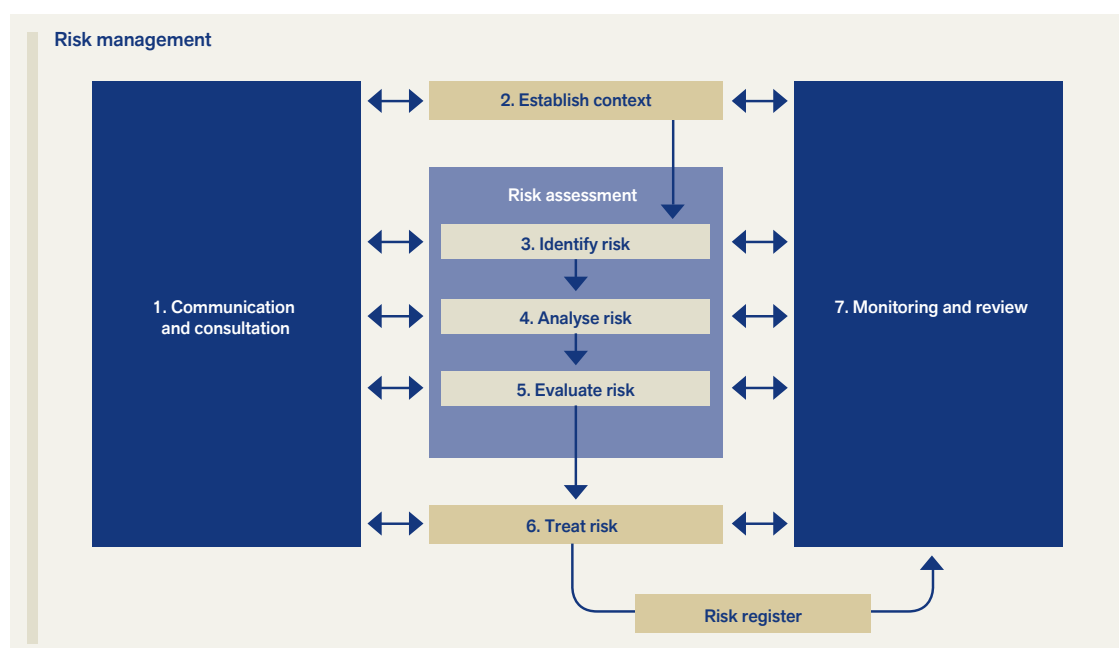 Risk management
2. Establish context
Risk assessment
3. Identify risk
1. Communication
and consultation
4. Analyse risk
7. Monitoring and review
5. Evaluate risk
6. Treat risk
Risk register